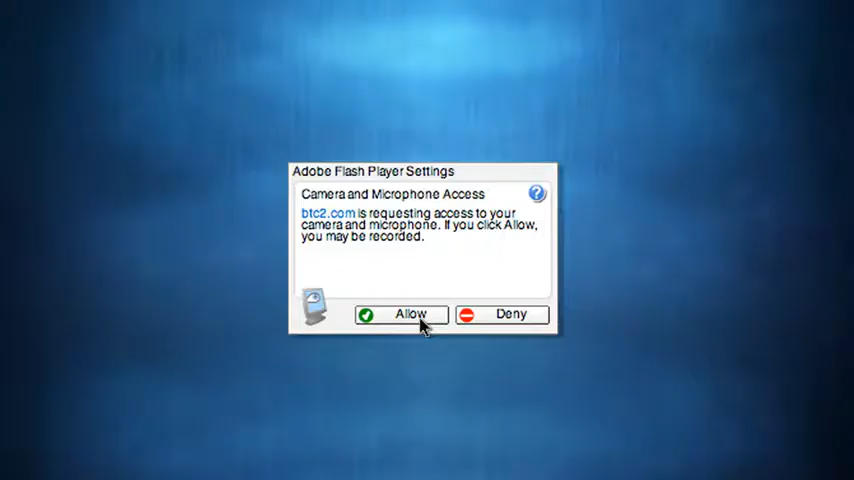 Adobe Flash Player Settings
Camera and Microphone Access
?
btc2.com is requesting access to your
camera and microphone. If you click Allow,
you may be recorded.
Allow
Deny